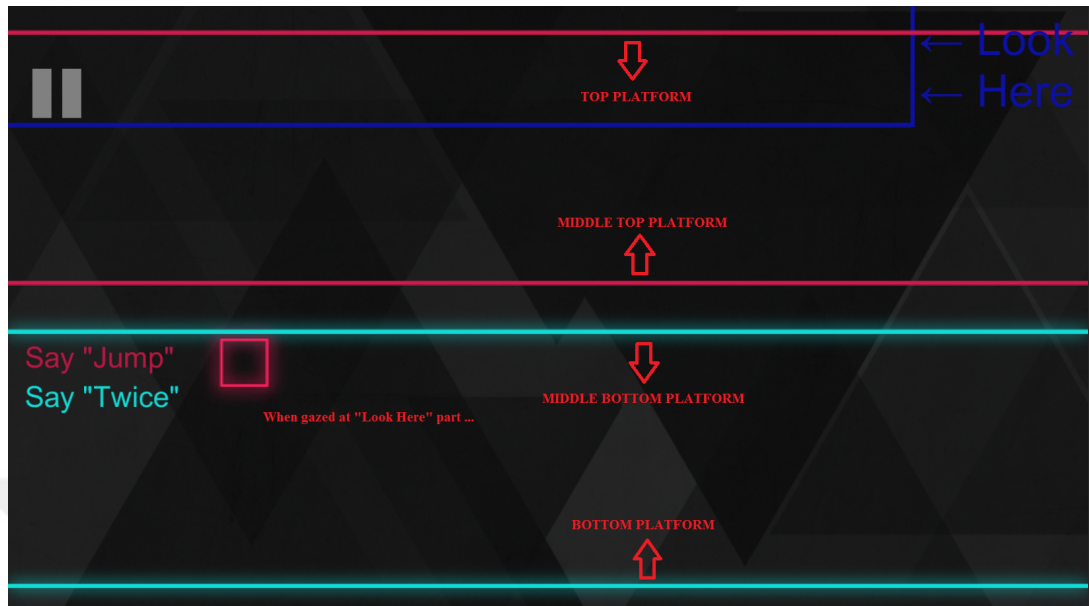 ← Look
← Here
TOP PLATFORM
MIDDLE TOP PLATFORM
Say "Jump"
Say "Twice"
MIDDLE BOTTOM PLATFORM
When gazed at "Look Here" part ...
BOTTOM PLATFORM